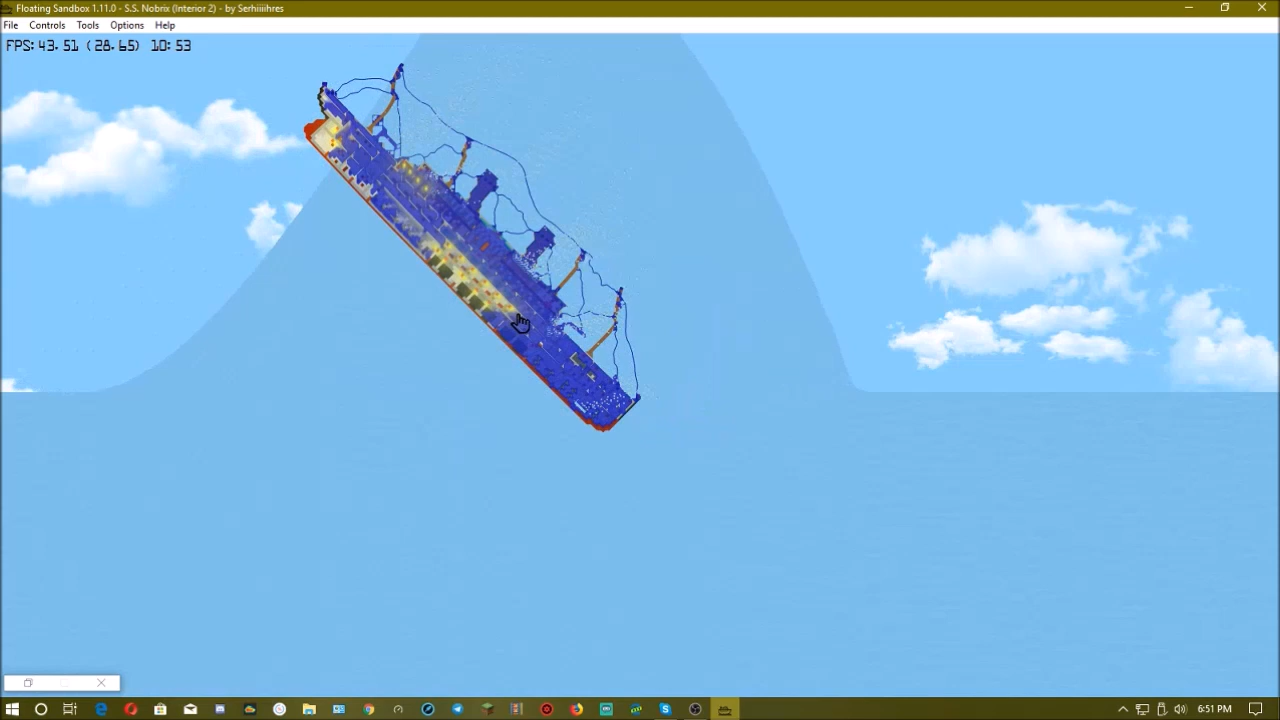 Floating Sandbox 1.11.0 - S.S. Nobrix (Interior 2) - by Serhiiiihres
File Controls Tools Options Help
FPS: 43.51 (28.65) 10:53
6:51 PM